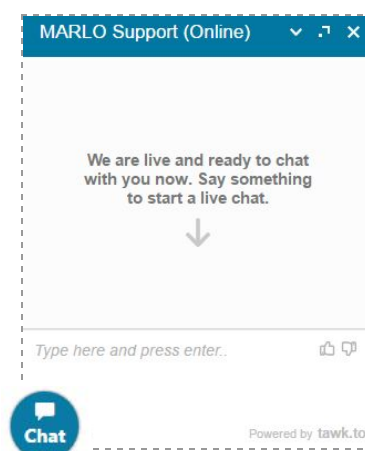 MARLO Support (Online)
We are live and ready to chat
with you now. Say something
to start a live chat.
Type here and press enter..
Chat
Powered by tawk.to